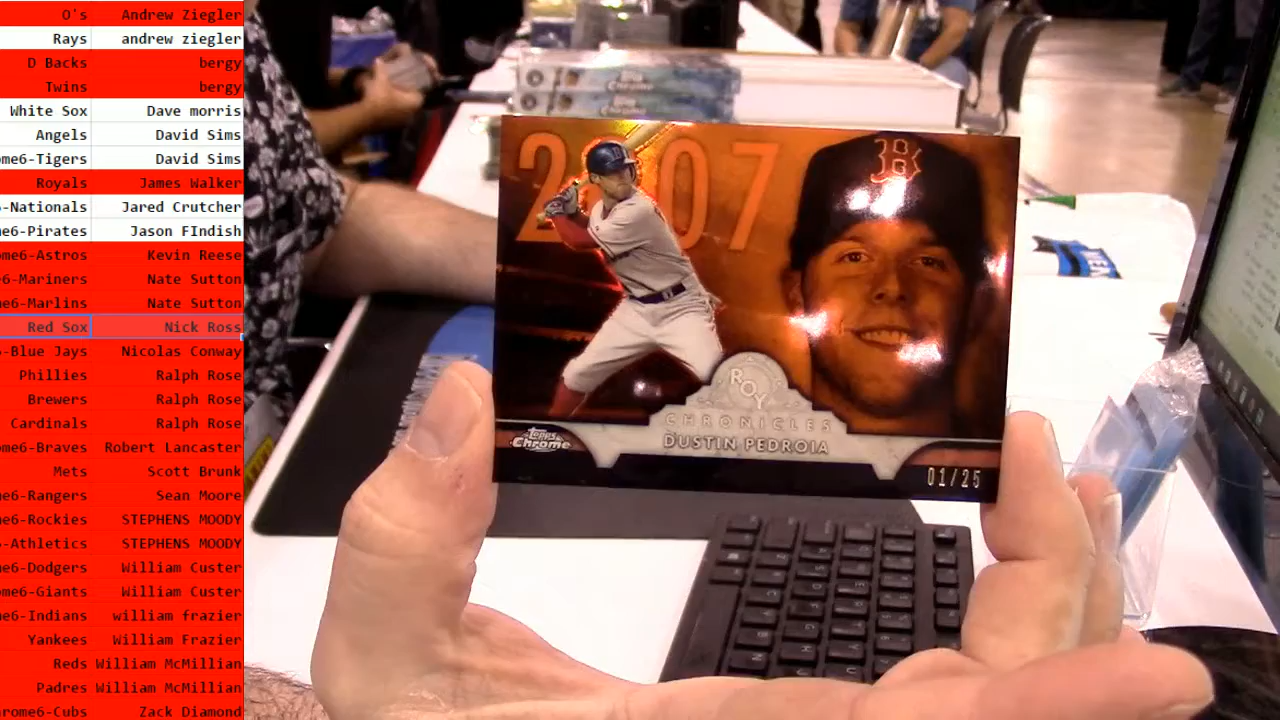 O's Andrew Ziegler
Rays andrew ziegler
D Backs bergy
Twins bergy
White Sox Dave morris
Angels David Sims
ome6-Tigers David Sims
Royals James Walker
-Nationals Jared Crutcher
me6-Pirates Jason FIndish
me6-Astros Kevin Reese
e6-Mariners Nate Sutton
me6-Marlins Nate Sutton
Red Sox Nick Ross
-Blue Jays Nicolas Conway
Phillies Ralph Rose
Brewers Ralph Rose
Cardinals Ralph Rose
ome6-Braves Robert Lancaster
Mets Scott Brunk
me6-Rangers Sean Moore
e6-Rockies STEPHENS MOODY
-Athletics STEPHENS MOODY
me6-Dodgers William Custer
ome6-Giants William Custer
me6-Indians william frazier
Yankees William Frazier
Reds William McMillian
Padres William McMillian
rome6-Cubs Zack Diamond
Topps Chrome
2007
B
ROY
CHRONICLES
DUSTIN PEDROIA
Topps Chrome
01/25